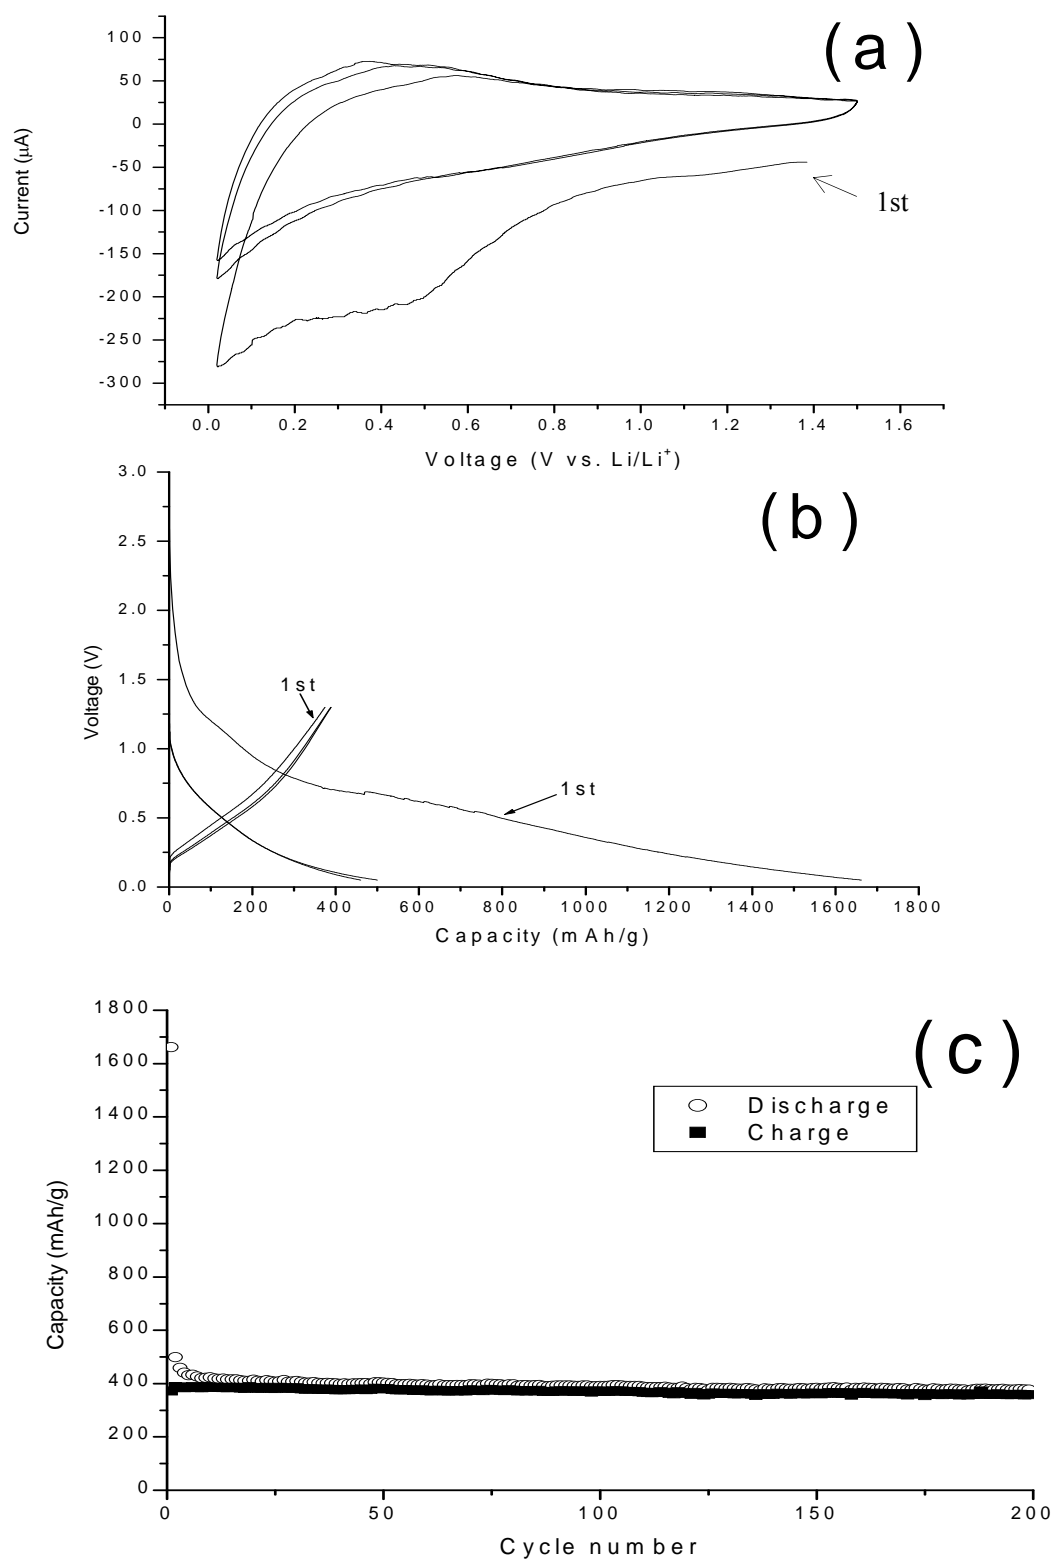 (a)
100
50
0
-50
-100
-150
-200
-250
-300
Current (µA)
1st
0.0 0.2 0.4 0.6 0.8 1.0 1.2 1.4 1.6
Voltage (V vs. Li/Li⁺)
(b)
3.0
2.5
2.0
1.5
1.0
0.5
0.0
Voltage (V)
1st
1st
0 200 400 600 800 1000 1200 1400 1600 1800
Capacity (mAh/g)
(c)
1800
1600
1400
1200
1000
800
600
400
200
0
Capacity (mAh/g)
Discharge
Charge
0 50 100 150 200
Cycle number